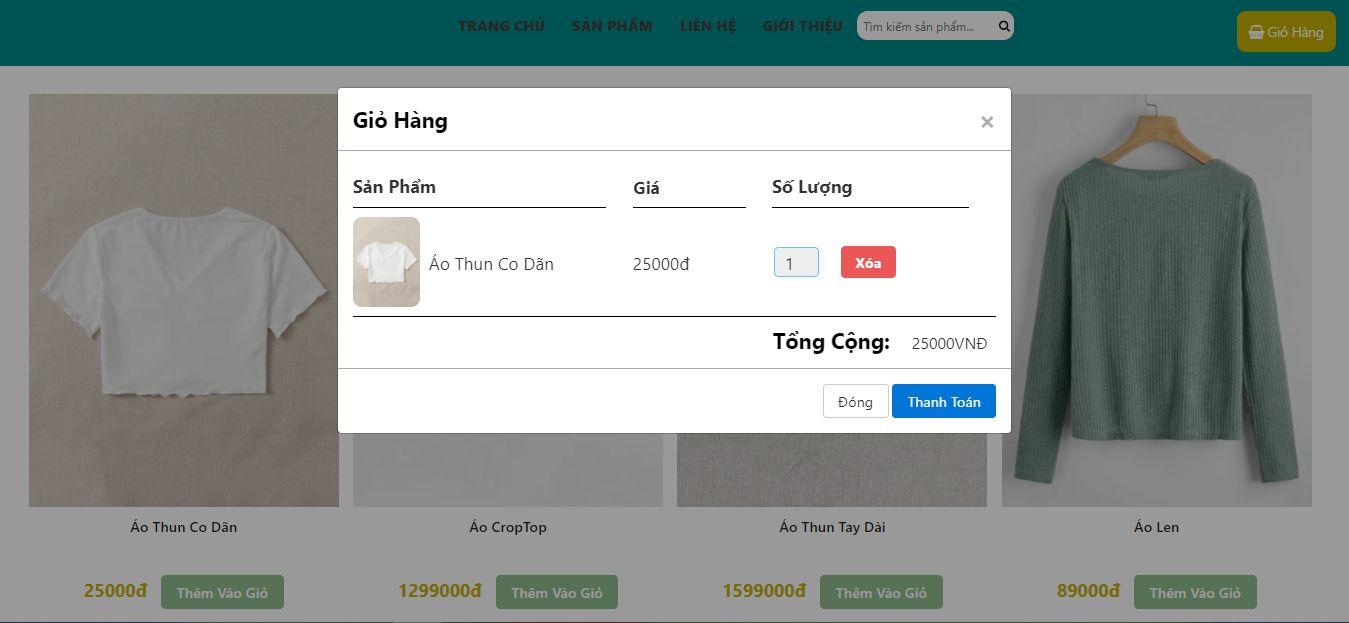 TRANG CHỦ SẢN PHẨM LIÊN HỆ GIỚI THIỆU Tìm kiếm sản phẩm... Giỏ Hàng
Giỏ Hàng ×
Sản Phẩm Giá Số Lượng
Áo Thun Co Dãn 25000đ 1 Xóa
Tổng Cộng: 25000VNĐ
Đóng Thanh Toán
Áo Thun Co Dãn Áo CropTop Áo Thun Tay Dài Áo Len
25000đ Thêm Vào Giỏ 1299000đ Thêm Vào Giỏ 1599000đ Thêm Vào Giỏ 89000đ Thêm Vào Giỏ